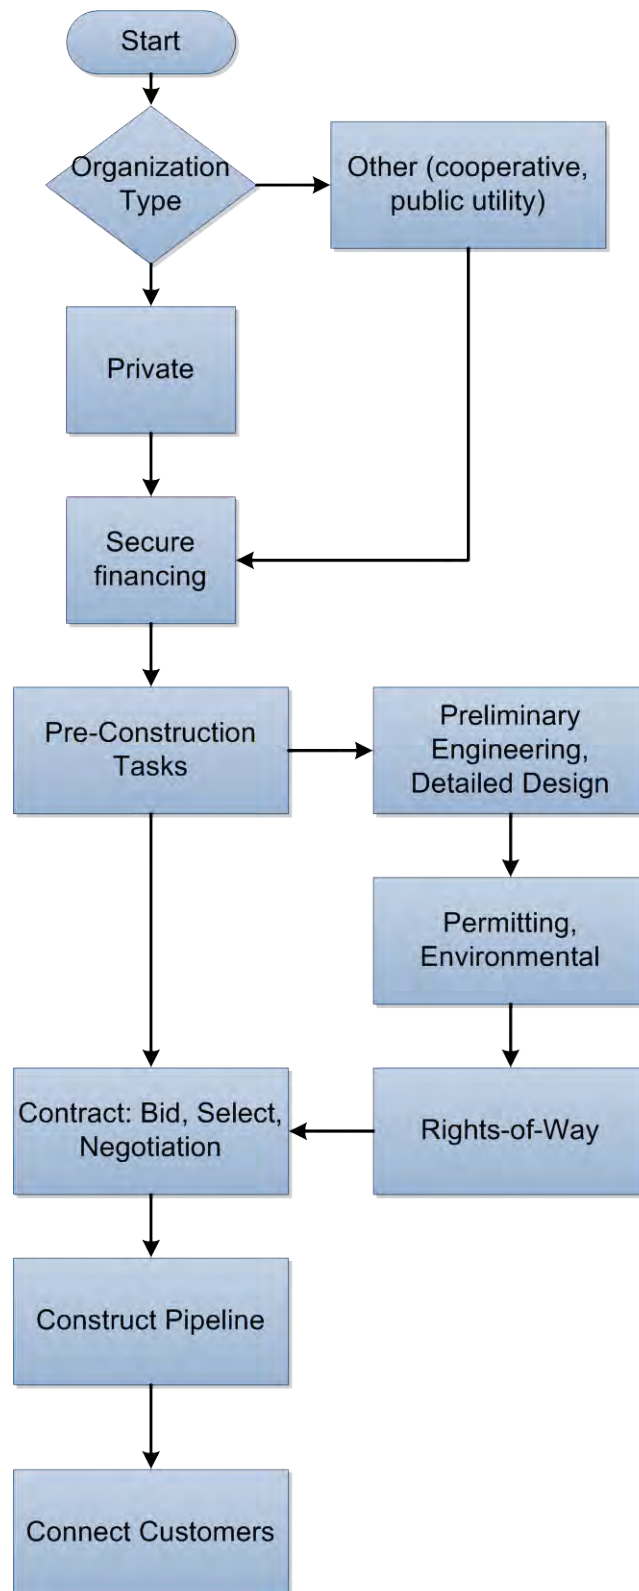 Start
Organization
Type
Other (cooperative,
public utility)
Private
Secure
financing
Pre-Construction
Tasks
Preliminary
Engineering,
Detailed Design
Permitting,
Environmental
Contract: Bid, Select,
Negotiation
Rights-of-Way
Construct Pipeline
Connect Customers